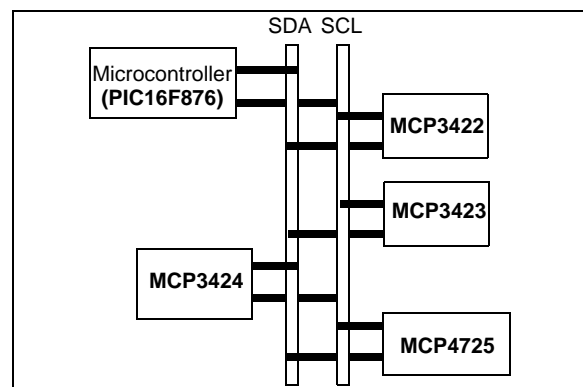 SDA SCL
Microcontroller
(PIC16F876)
MCP3422
MCP3423
MCP3424
MCP4725